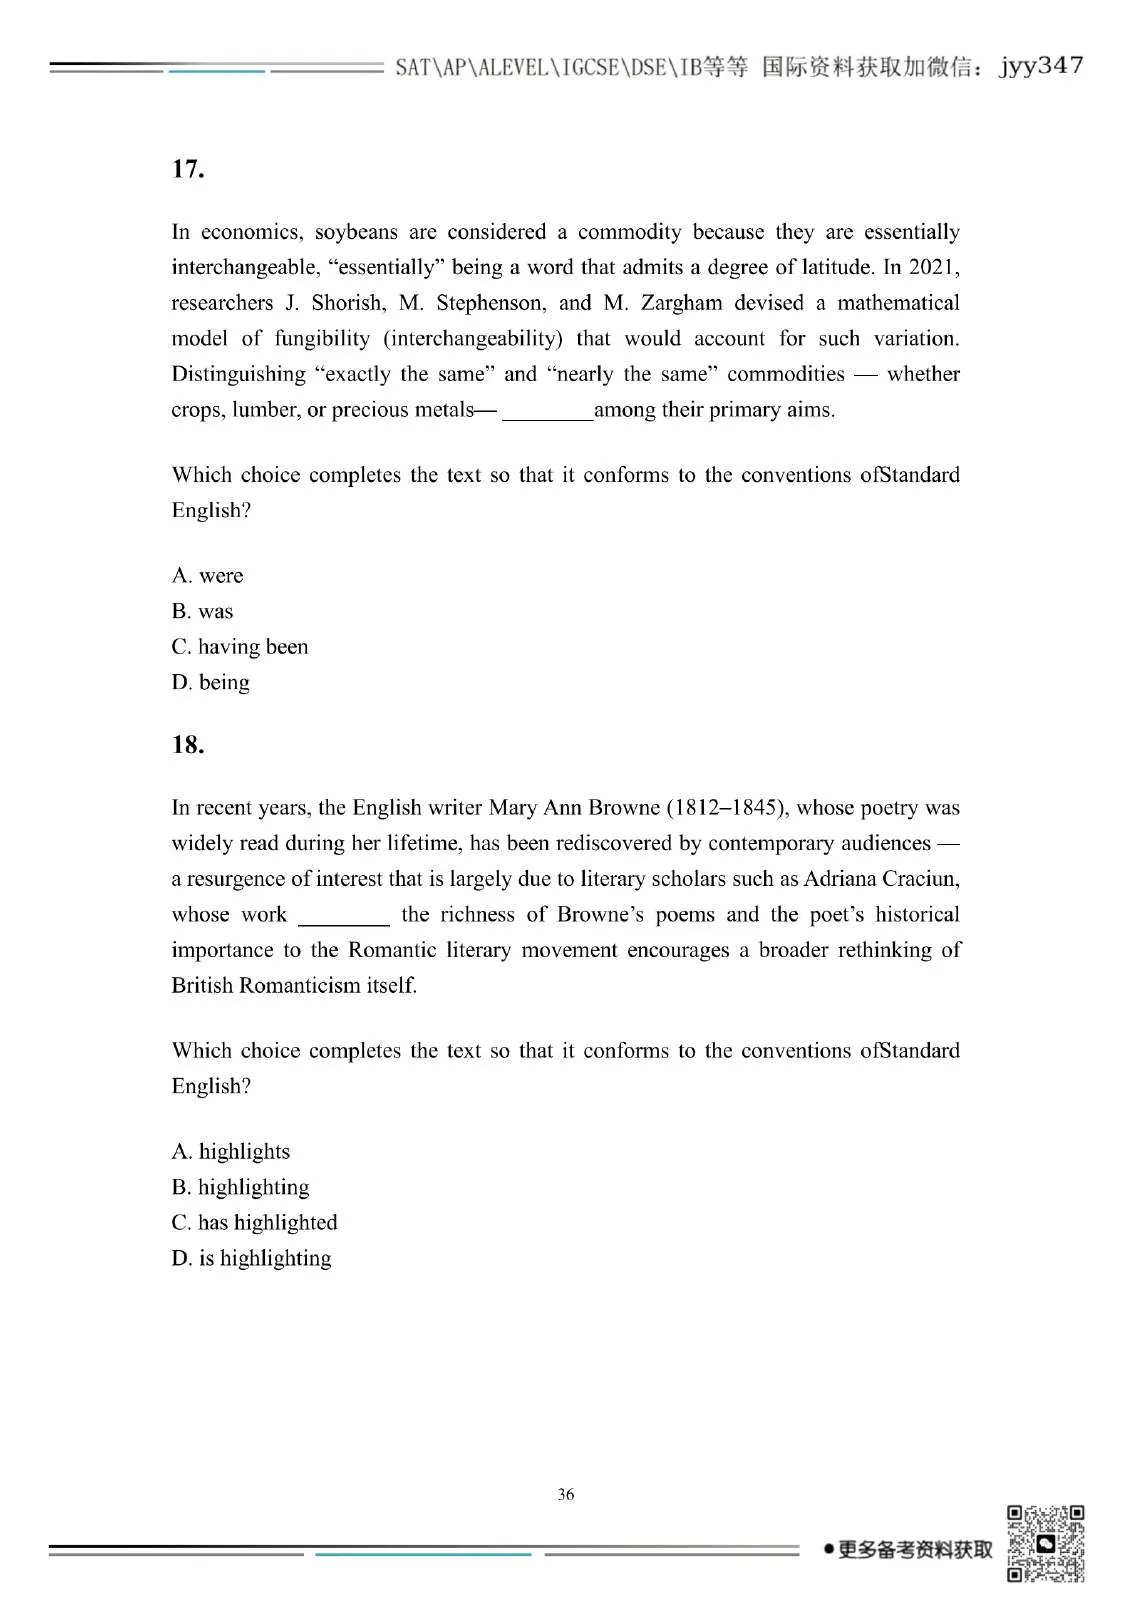 SAT\AP\ALEVEL\IGCSE\DSE\IB等等 国际资料获取加微信： jyy347
17.
In economics, soybeans are considered a commodity because they are essentially
interchangeable, “essentially” being a word that admits a degree of latitude. In 2021,
researchers J. Shorish, M. Stephenson, and M. Zargham devised a mathematical
model of fungibility (interchangeability) that would account for such variation.
Distinguishing “exactly the same” and “nearly the same” commodities — whether
crops, lumber, or precious metals— ________among their primary aims.
Which choice completes the text so that it conforms to the conventions ofStandard
English?
A. were
B. was
C. having been
D. being
18.
In recent years, the English writer Mary Ann Browne (1812–1845), whose poetry was
widely read during her lifetime, has been rediscovered by contemporary audiences —
a resurgence of interest that is largely due to literary scholars such as Adriana Craciun,
whose work ________ the richness of Browne’s poems and the poet’s historical
importance to the Romantic literary movement encourages a broader rethinking of
British Romanticism itself.
Which choice completes the text so that it conforms to the conventions ofStandard
English?
A. highlights
B. highlighting
C. has highlighted
D. is highlighting
36
●更多备考资料获取